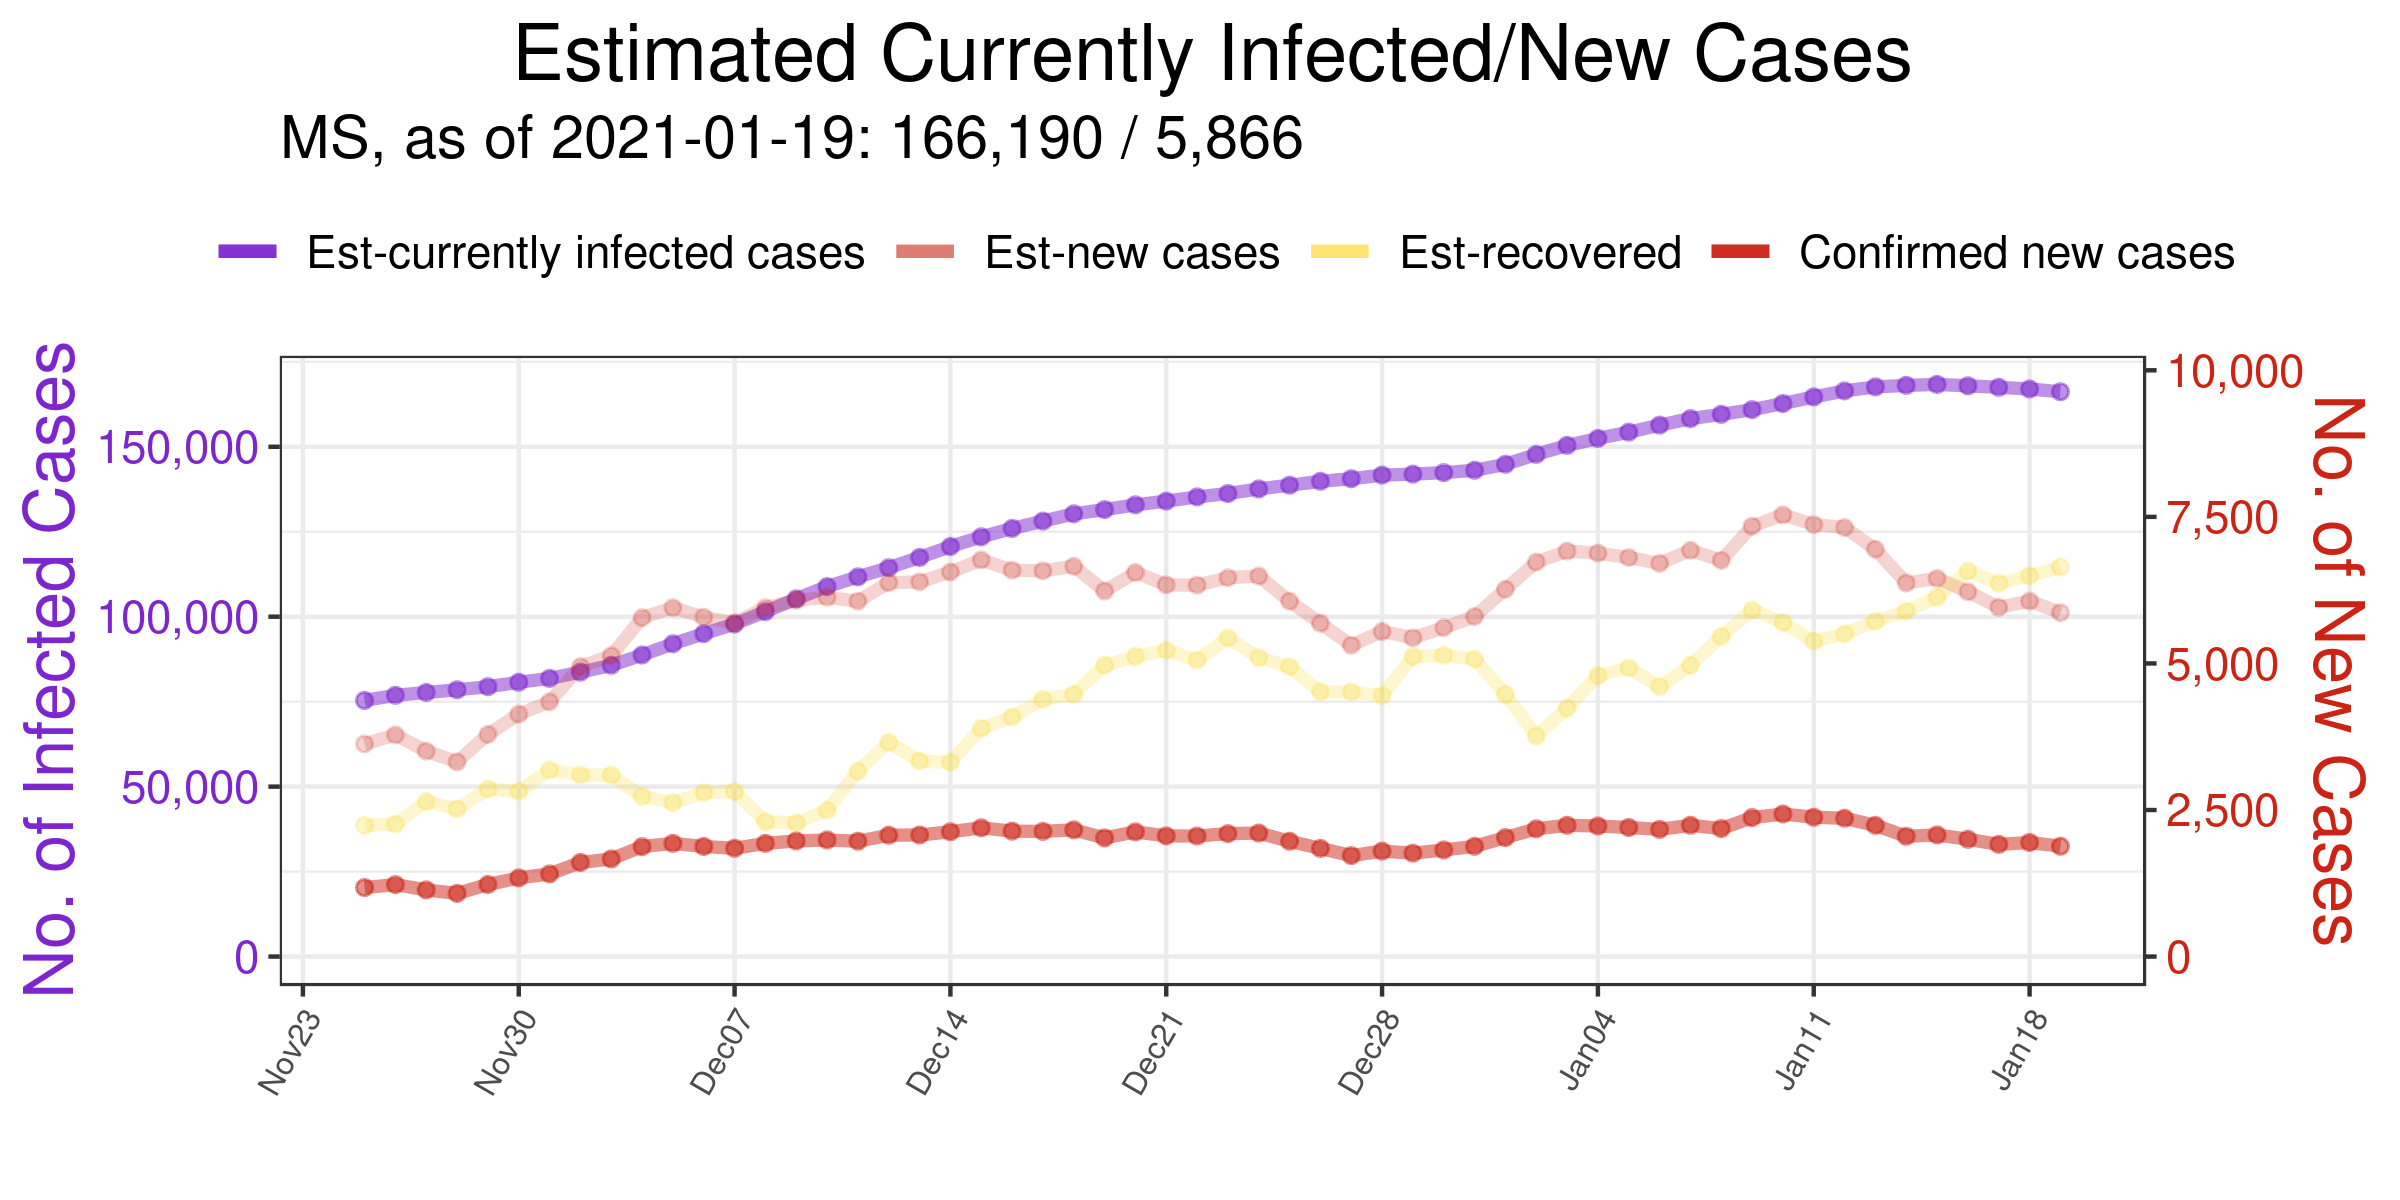 Estimated Currently Infected/New Cases
MS, as of 2021-01-19: 166,190 / 5,866
Est-currently infected cases Est-new cases Est-recovered Confirmed new cases
No. of Infected Cases
150,000
100,000
50,000
0
10,000
7,500
5,000
2,500
0
No. of New Cases
Nov23 Nov30 Dec07 Dec14 Dec21 Dec28 Jan04 Jan11 Jan18